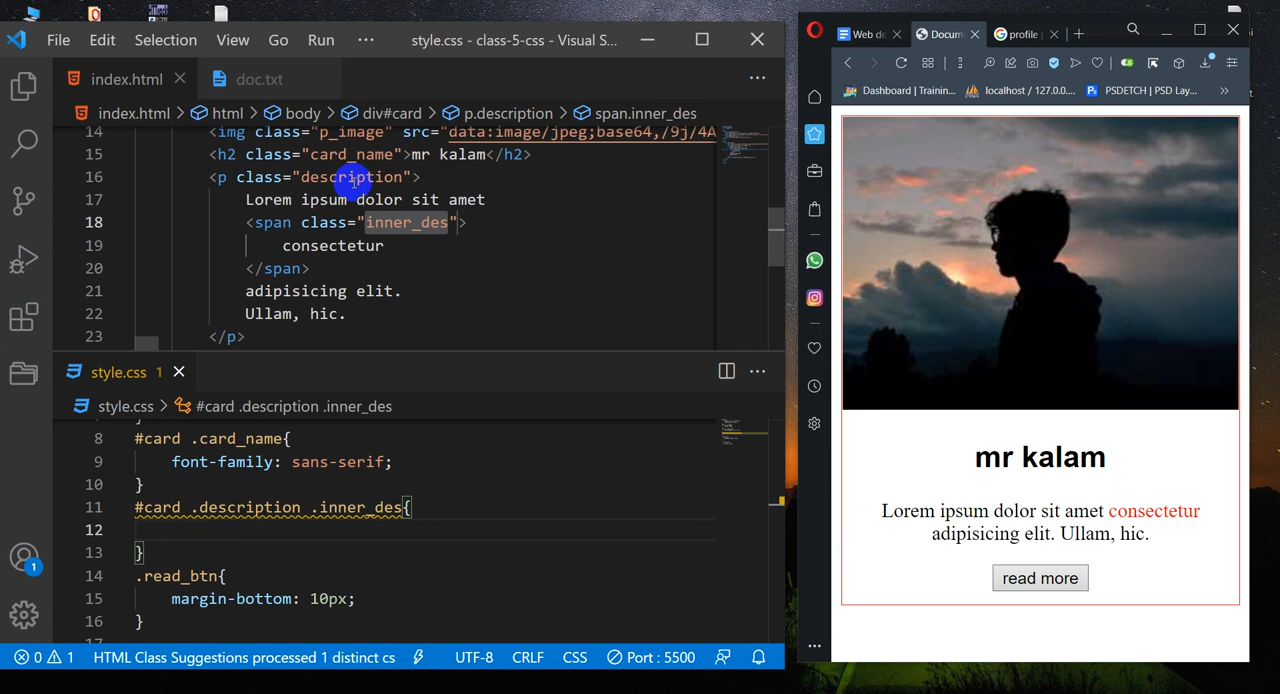 File Edit Selection View Go Run ··· style.css - class-5-css - Visual S...
index.html doc.txt
index.html > html > body > div#card > p.description > span.inner_des
14 <img class="p_image" src="data:image/jpeg;base64,/9j/4A
15 <h2 class="card_name">mr kalam</h2>
16 <p class="description">
17 Lorem ipsum dolor sit amet
18 <span class="inner_des">
19 consectetur
20 </span>
21 adipisicing elit.
22 Ullam, hic.
23 </p>
style.css 1
style.css > #card .description .inner_des
8 #card .card_name{
9 font-family: sans-serif;
10 }
11 #card .description .inner_des{
12
13 }
14 .read_btn{
15 margin-bottom: 10px;
16 }
17
1
0 1 HTML Class Suggestions processed 1 distinct cs UTF-8 CRLF CSS Port : 5500
Web de Docum Google profile
Dashboard | Trainin... localhost / 127.0.0.... Ps PSDETCH | PSD Lay... »
mr kalam
Lorem ipsum dolor sit amet consectetur
adipisicing elit. Ullam, hic.
read more